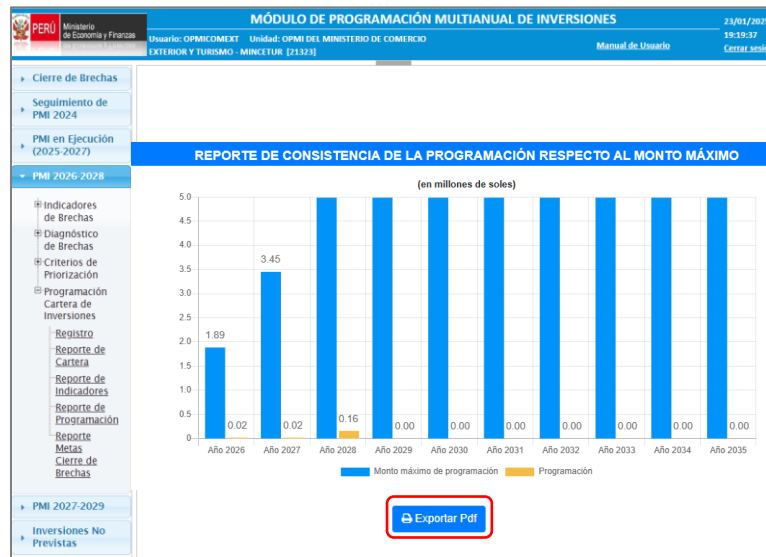 PERÚ
Ministerio
de Economía y Finanzas
MÓDULO DE PROGRAMACIÓN MULTIANUAL DE INVERSIONES
Usuario: OPMICOMEXT Unidad: OPMI DEL MINISTERIO DE COMERCIO
EXTERIOR Y TURISMO - MINCETUR [21323]
Manual de Usuario
23/01/202
19:19:37
Cerrar sesi
Cierre de Brechas
Seguimiento de
PMI 2024
PMI en Ejecución
(2025-2027)
PMI 2026-2028
Indicadores
de Brechas
Diagnóstico
de Brechas
Criterios de
Priorización
Programación
Cartera de
Inversiones
Registro
Reporte de
Cartera
Reporte de
Indicadores
Reporte de
Programación
Reporte
Metas
Cierre de
Brechas
PMI 2027-2029
Inversiones No
Previstas
REPORTE DE CONSISTENCIA DE LA PROGRAMACIÓN RESPECTO AL MONTO MÁXIMO
(en millones de soles)
5.0
4.5
4.0
3.5
3.0
2.5
2.0
1.5
1.0
0.5
0
1.89
0.02
3.45
0.02
0.16
0.00
0.00
0.00
0.00
0.00
0.00
0.00
Año 2026 Año 2027 Año 2028 Año 2029 Año 2030 Año 2031 Año 2032 Año 2033 Año 2034 Año 2035
Monto máximo de programación Programación
Exportar Pdf